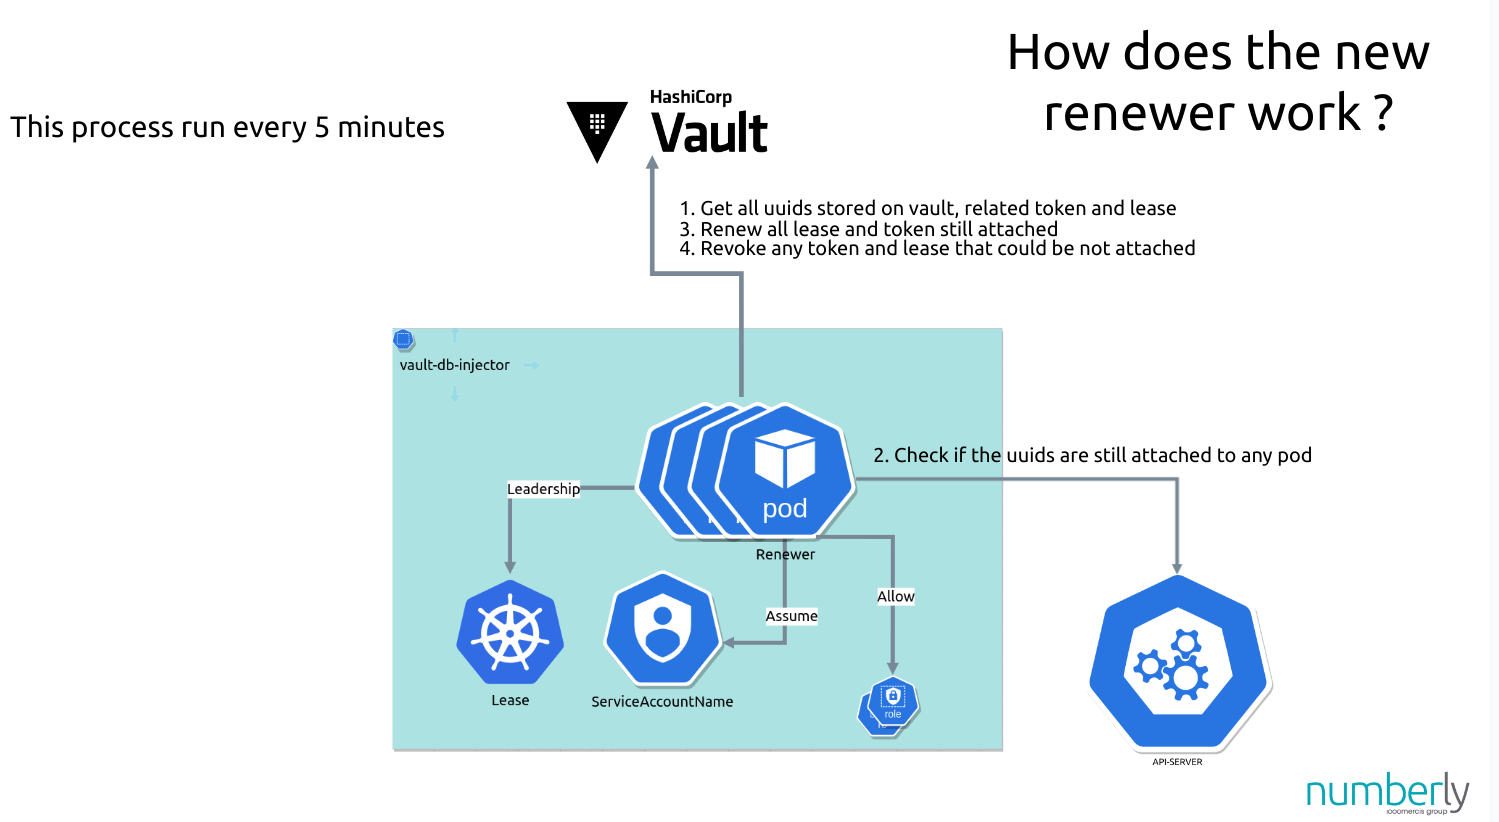 How does the new
renewer work ?
This process run every 5 minutes
HashiCorp
Vault
1. Get all uuids stored on vault, related token and lease
3. Renew all lease and token still attached
4. Revoke any token and lease that could be not attached
vault-db-injector
2. Check if the uuids are still attached to any pod
Leadership
pod
Renewer
Allow
Assume
Lease
ServiceAccountName
role
API-SERVER
numberly
1000mercis group